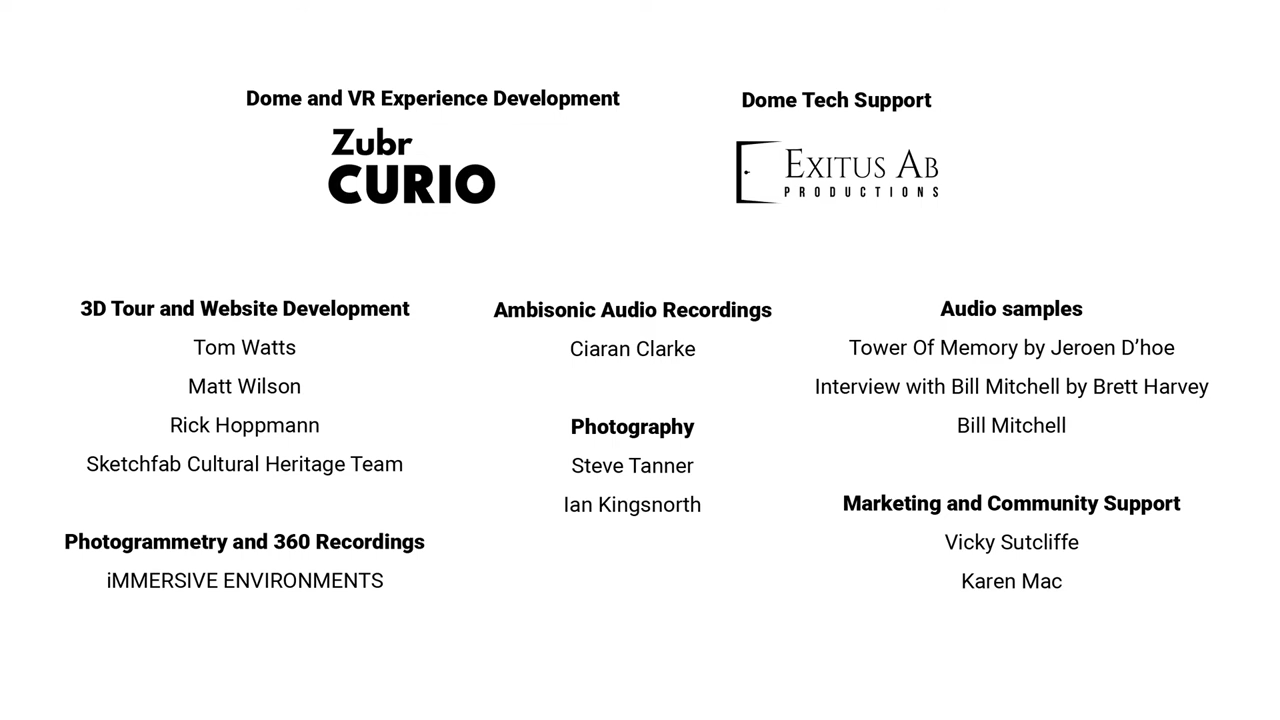 Dome and VR Experience Development
Zubr
CURIO
Dome Tech Support
EXITUS AB
PRODUCTIONS
3D Tour and Website Development
Tom Watts
Matt Wilson
Rick Hoppmann
Sketchfab Cultural Heritage Team
Photogrammetry and 360 Recordings
iMMERSIVE ENVIRONMENTS
Ambisonic Audio Recordings
Ciaran Clarke
Photography
Steve Tanner
Ian Kingsnorth
Audio samples
Tower Of Memory by Jeroen D’hoe
Interview with Bill Mitchell by Brett Harvey
Bill Mitchell
Marketing and Community Support
Vicky Sutcliffe
Karen Mac